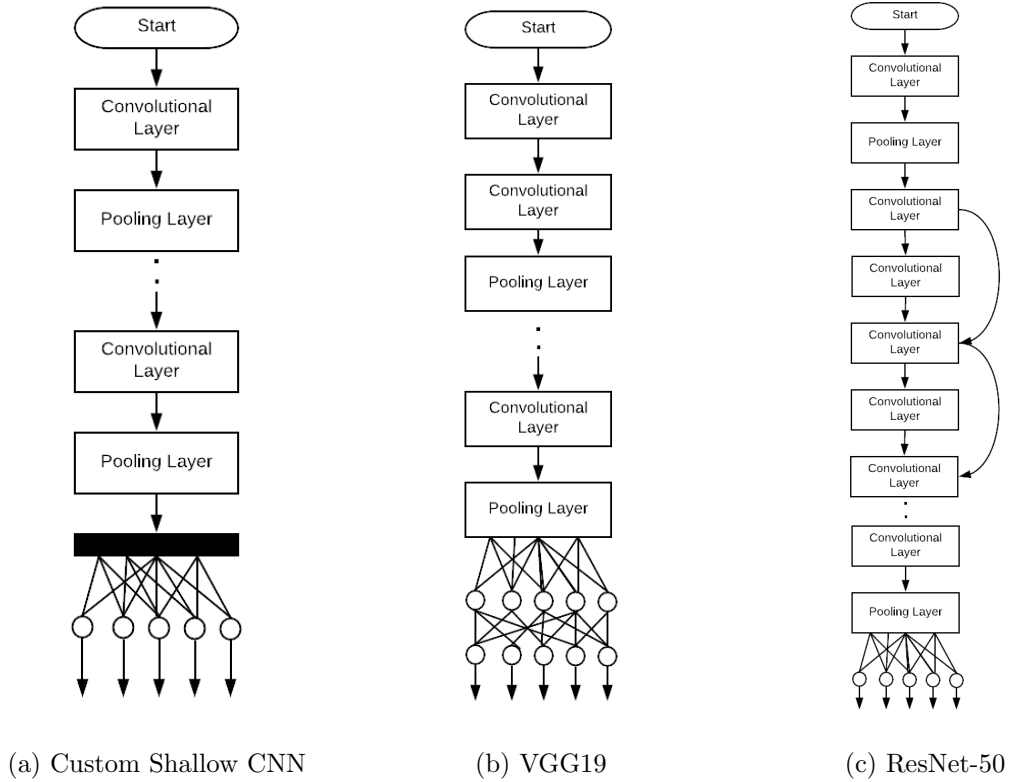 Start
Convolutional
Layer
Pooling Layer
Convolutional
Layer
Pooling Layer
(a) Custom Shallow CNN
Start
Convolutional
Layer
Convolutional
Layer
Pooling Layer
Convolutional
Layer
Pooling Layer
(b) VGG19
Start
Convolutional
Layer
Pooling Layer
Convolutional
Layer
Convolutional
Layer
Convolutional
Layer
Convolutional
Layer
Convolutional
Layer
Convolutional
Layer
Pooling Layer
(c) ResNet-50